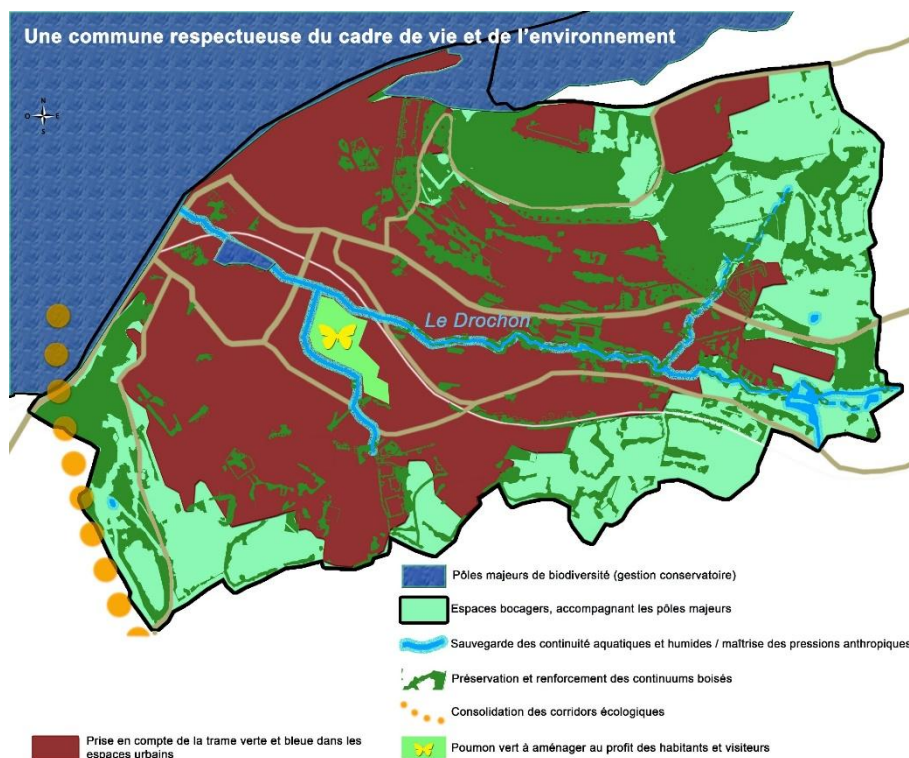 Une commune respectueuse du cadre de vie et de l'environnement
N
O E
S
Le Drochon
Pôles majeurs de biodiversité (gestion conservatoire)
Espaces bocagers, accompagnant les pôles majeurs
Sauvegarde des continuité aquatiques et humides / maîtrise des pressions anthropiques
Préservation et renforcement des continuums boisés
Consolidation des corridors écologiques
Poumon vert à aménager au profit des habitants et visiteurs
Prise en compte de la trame verte et bleue dans les
espaces urbains